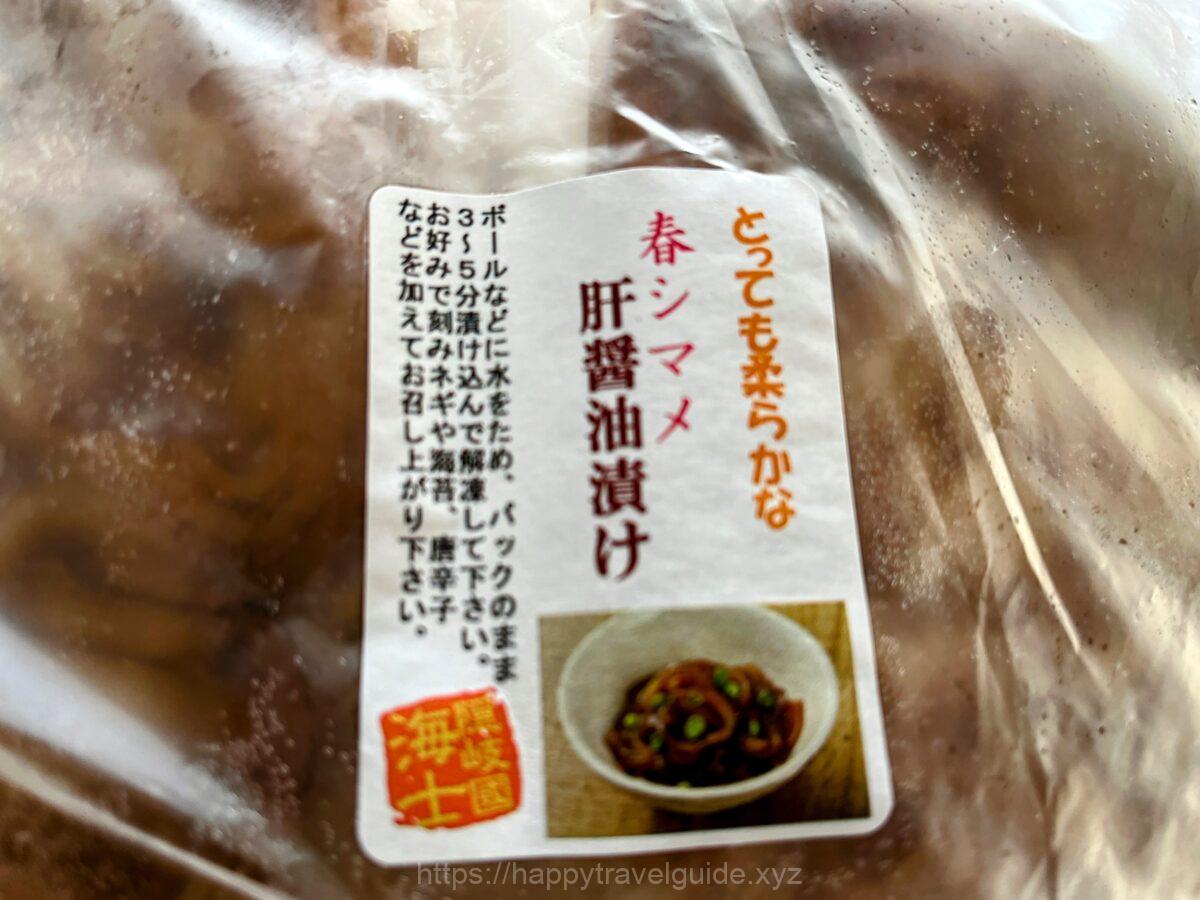 とっても柔らかな
春シマメ
肝醤油漬け
ボールなどに水をため、パックのまま
3〜5分漬け込んで解凍して下さい。
お好みで刻みネギや海苔、唐辛子
などを加えてお召し上がり下さい。
隠岐國
海士
https://happytravelguide.xyz